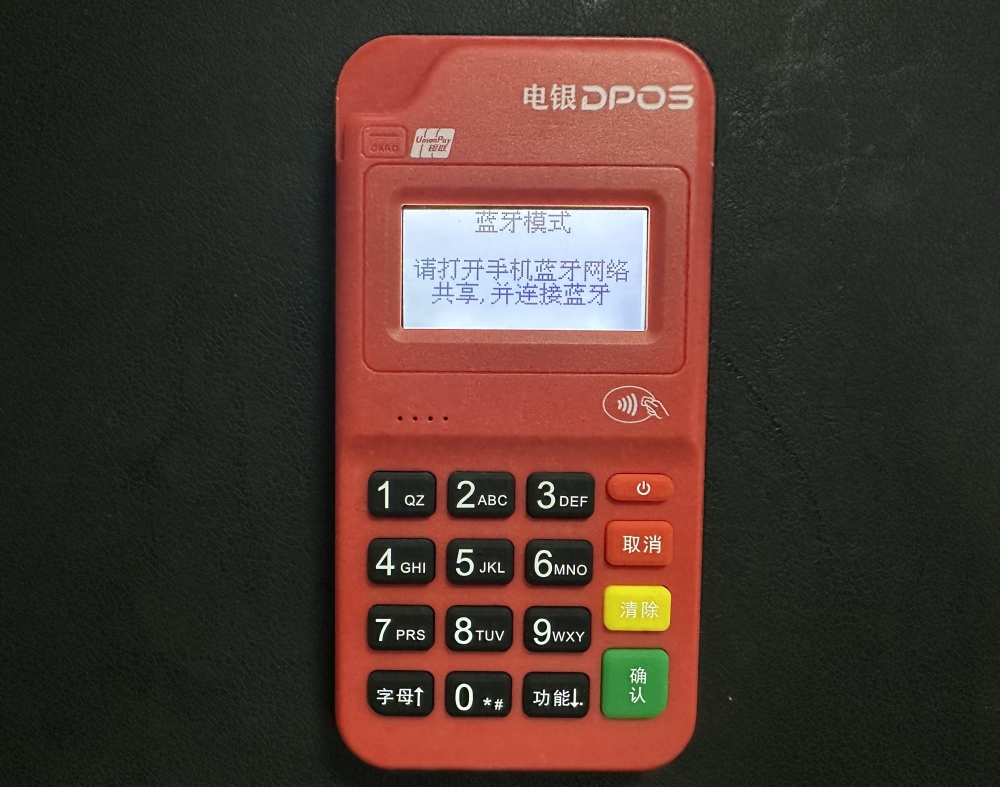 电银DPOS
CARD
UnionPay
银联
蓝牙模式
请打开手机蓝牙网络
共享,并连接蓝牙
1 QZ
2 ABC
3 DEF
4 GHI
5 JKL
6 MNO
取消
7 PRS
8 TUV
9 WXY
清除
字母↑
0 *#
功能↓.
确
认